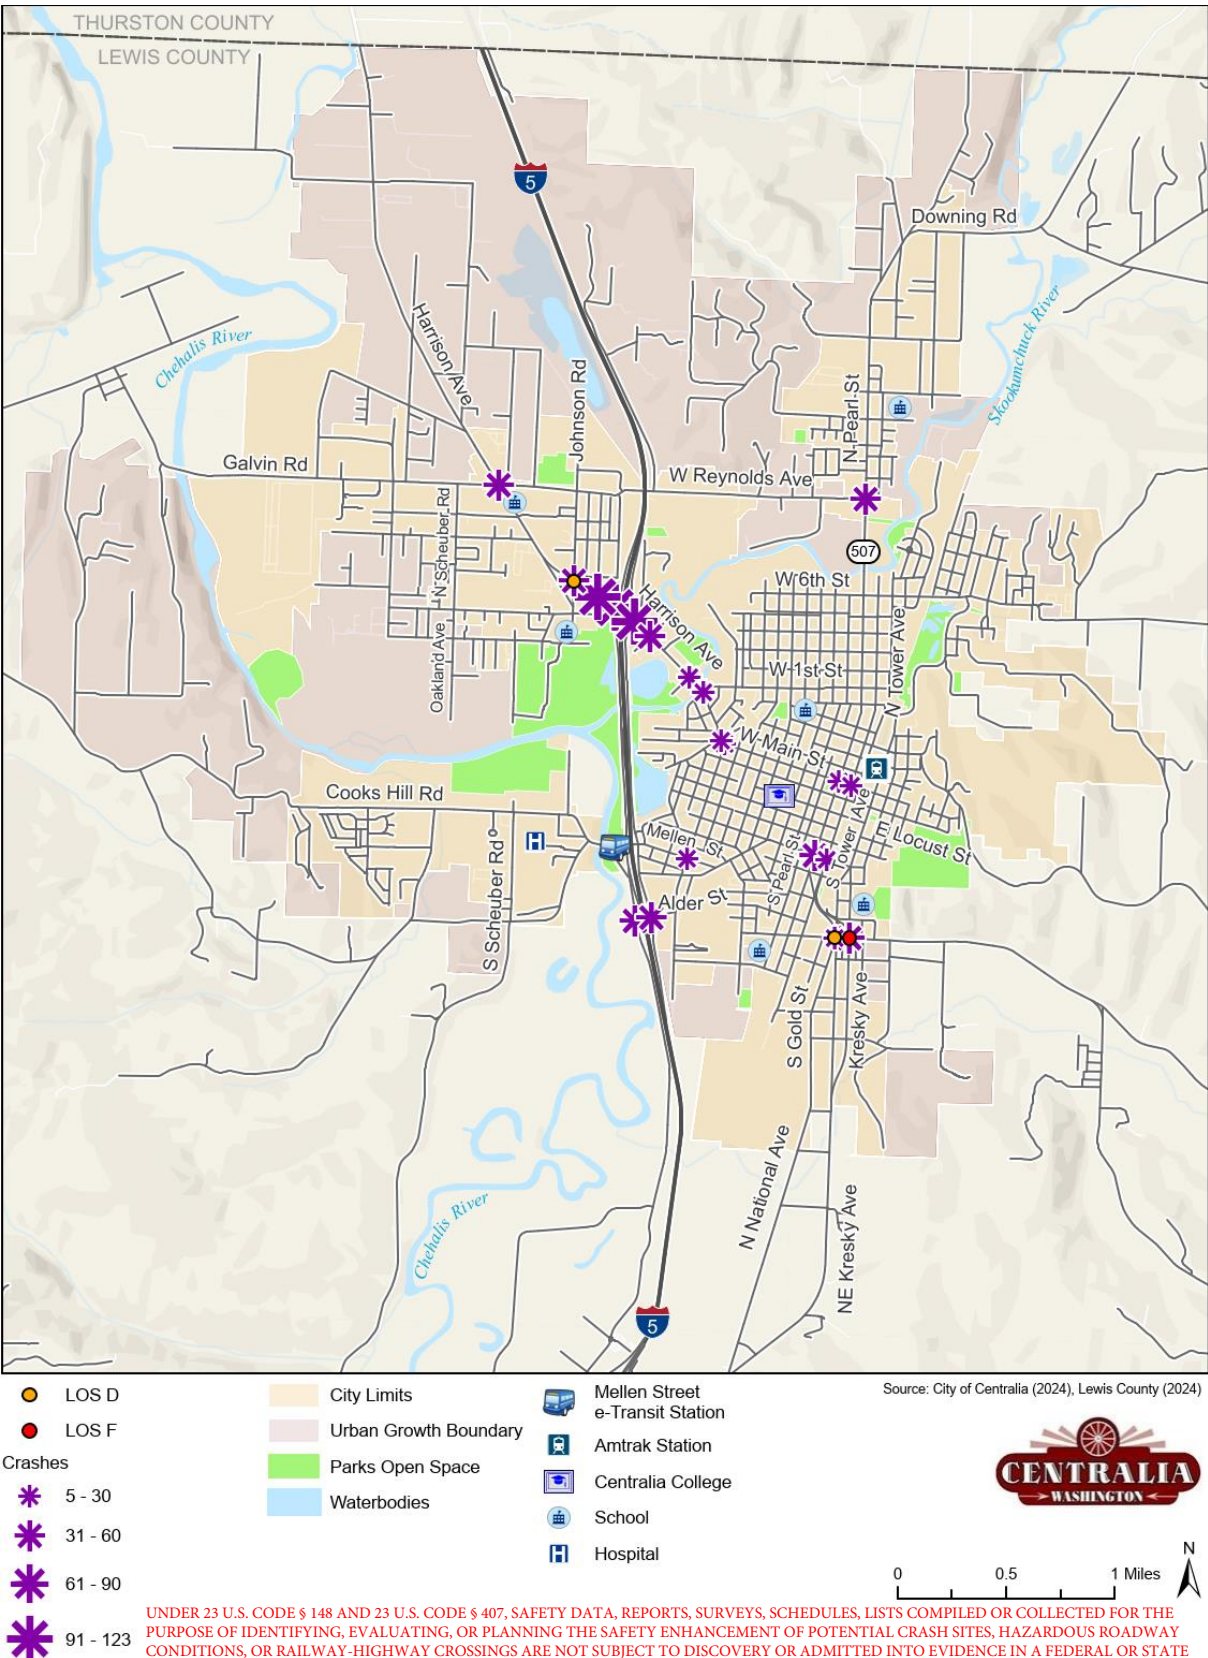 THURSTON COUNTY
LEWIS COUNTY
5
Downing Rd
Skookumchuck River
Chehalis River
Harrison Ave
Johnson Rd
N Pearl St
Galvin Rd
W Reynolds Ave
N Scheuber Rd
507
W 6th St
Harrison Ave
Oakland Ave
W 1st St
N Tower Ave
W Main St
Cooks Hill Rd
Mellen St
E Locust St
S Tower Ave
S Pearl St
H
S Scheuber Rd
Alder St
S Gold St
Kresky Ave
N National Ave
Chehalis River
NE Kresky Ave
5
LOS D
LOS F
Crashes
5 - 30
31 - 60
61 - 90
91 - 123
City Limits
Urban Growth Boundary
Parks Open Space
Waterbodies
Mellen Street
e-Transit Station
Amtrak Station
Centralia College
School
H
Hospital
Source: City of Centralia (2024), Lewis County (2024)
CENTRALIA
WASHINGTON
N
0 0.5 1 Miles
UNDER 23 U.S. CODE § 148 AND 23 U.S. CODE § 407, SAFETY DATA, REPORTS, SURVEYS, SCHEDULES, LISTS COMPILED OR COLLECTED FOR THE
PURPOSE OF IDENTIFYING, EVALUATING, OR PLANNING THE SAFETY ENHANCEMENT OF POTENTIAL CRASH SITES, HAZARDOUS ROADWAY
CONDITIONS, OR RAILWAY-HIGHWAY CROSSINGS ARE NOT SUBJECT TO DISCOVERY OR ADMITTED INTO EVIDENCE IN A FEDERAL OR STATE